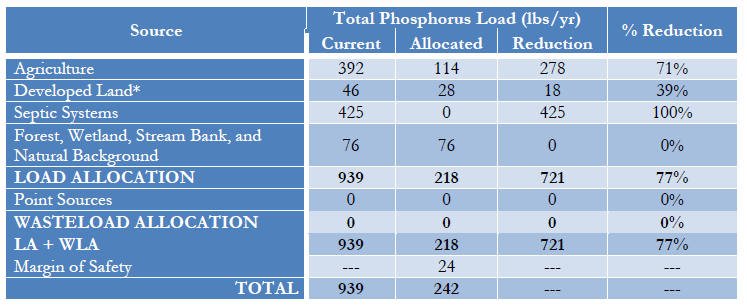 Source
Total Phosphorus Load (lbs/yr)
% Reduction
Current Allocated Reduction
Agriculture 392 114 278 71%
Developed Land* 46 28 18 39%
Septic Systems 425 0 425 100%
Forest, Wetland, Stream Bank, and
Natural Background 76 76 0 0%
LOAD ALLOCATION 939 218 721 77%
Point Sources 0 0 0 0%
WASTELOAD ALLOCATION 0 0 0 0%
LA + WLA 939 218 721 77%
Margin of Safety --- 24 --- ---
TOTAL 939 242 --- ---